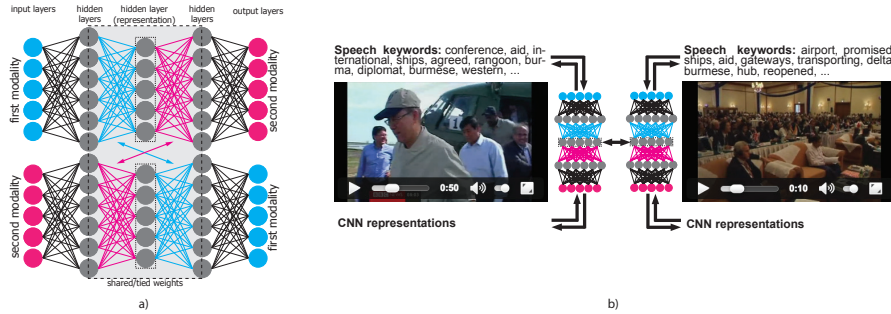 input layers
hidden
layers
hidden layer
(representation)
hidden
layers
output layers
first modality
second modality
second modality
first modality
shared/tied weights
a)
Speech keywords: conference, aid, in-
ternational, ships, agreed, rangoon, bur-
ma, diplomat, burmese, western, ...
0:50
CNN representations
Speech keywords: airport, promised,
ships, aid, gateways, transporting, delta,
burmese, hub, reopened, ...
0:10
CNN representations
b)